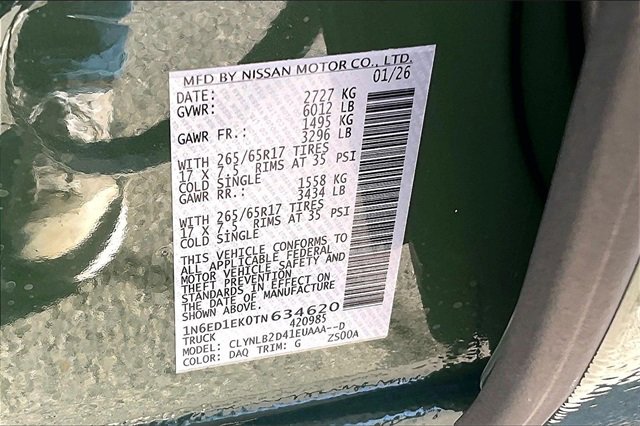 MFD BY NISSAN MOTOR CO., LTD.
DATE: 01/26
GVWR: 2727 KG
6012 LB
GAWR FR.: 1495 KG
3296 LB
WITH 265/65R17 TIRES
17 X 7.5 RIMS AT 35 PSI
COLD SINGLE
GAWR RR.: 1558 KG
3434 LB
WITH 265/65R17 TIRES
17 X 7.5 RIMS AT 35 PSI
COLD SINGLE
THIS VEHICLE CONFORMS TO
ALL APPLICABLE FEDERAL
MOTOR VEHICLE SAFETY AND
THEFT PREVENTION
STANDARDS IN EFFECT ON
THE DATE OF MANUFACTURE
SHOWN ABOVE.
1N6ED1EK0TN634620
TRUCK 420985
MODEL: CLYNLB2D41EUAAA--D
COLOR: DAQ TRIM: G ZS00A